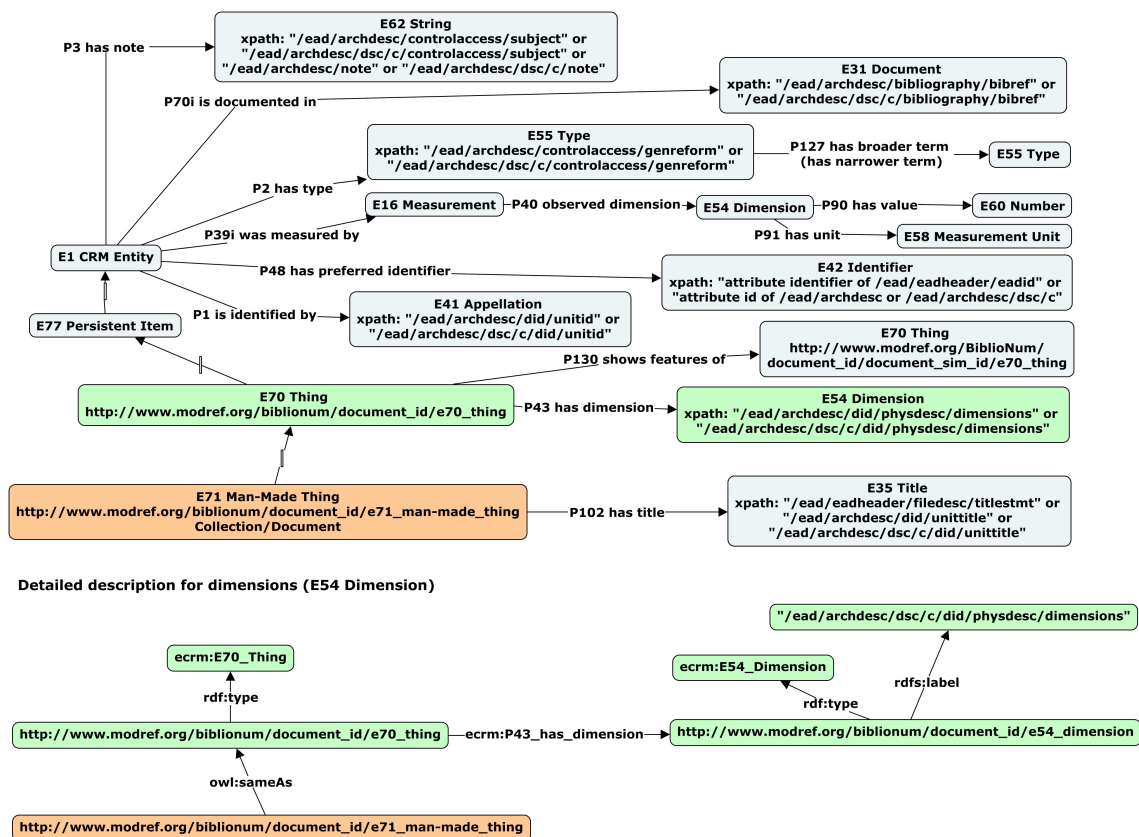 E62 String
xpath: "/ead/archdesc/controlaccess/subject" or
"/ead/archdesc/dsc/c/controlaccess/subject" or
"/ead/archdesc/note" or "/ead/archdesc/dsc/c/note"
P3 has note
E31 Document
xpath: "/ead/archdesc/bibliography/bibref" or
"/ead/archdesc/dsc/c/bibliography/bibref"
P70i is documented in
E55 Type
xpath: "/ead/archdesc/controlaccess/genreform" or
"/ead/archdesc/dsc/c/controlaccess/genreform"
P127 has broader term
(has narrower term)
E55 Type
P2 has type
E16 Measurement
P40 observed dimension
E54 Dimension
P90 has value
E60 Number
P39i was measured by
P91 has unit
E58 Measurement Unit
E1 CRM Entity
P48 has preferred identifier
E42 Identifier
xpath: "attribute identifier of /ead/eadheader/eadid" or
"attribute id of /ead/archdesc or /ead/archdesc/dsc/c"
P1 is identified by
E41 Appellation
xpath: "/ead/archdesc/did/unitid" or
"/ead/archdesc/dsc/c/did/unitid"
E77 Persistent Item
P130 shows features of
E70 Thing
http://www.modref.org/BiblioNum/
document_id/document_sim_id/e70_thing
E70 Thing
http://www.modref.org/biblionum/document_id/e70_thing
P43 has dimension
E54 Dimension
xpath: "/ead/archdesc/did/physdesc/dimensions" or
"/ead/archdesc/dsc/c/did/physdesc/dimensions"
E71 Man-Made Thing
http://www.modref.org/biblionum/document_id/e71_man-made_thing
Collection/Document
P102 has title
E35 Title
xpath: "/ead/eadheader/filedesc/titlestmt" or
"/ead/archdesc/did/unittitle" or
"/ead/archdesc/dsc/c/did/unittitle"
Detailed description for dimensions (E54 Dimension)
"/ead/archdesc/dsc/c/did/physdesc/dimensions"
ecrm:E70_Thing
ecrm:E54_Dimension
rdfs:label
rdf:type
rdf:type
http://www.modref.org/biblionum/document_id/e70_thing
ecrm:P43_has_dimension
http://www.modref.org/biblionum/document_id/e54_dimension
owl:sameAs
http://www.modref.org/biblionum/document_id/e71_man-made_thing